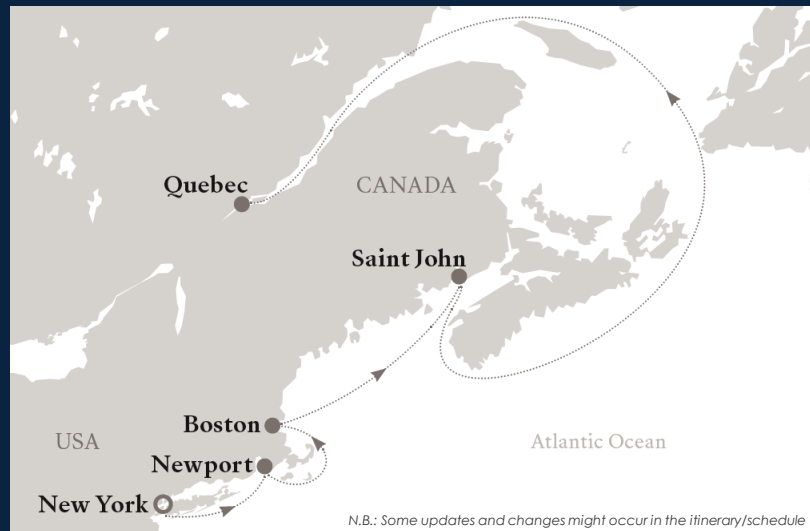 Quebec
CANADA
Saint John
Boston
USA
Atlantic Ocean
Newport
New York
N.B.: Some updates and changes might occur in the itinerary/schedule